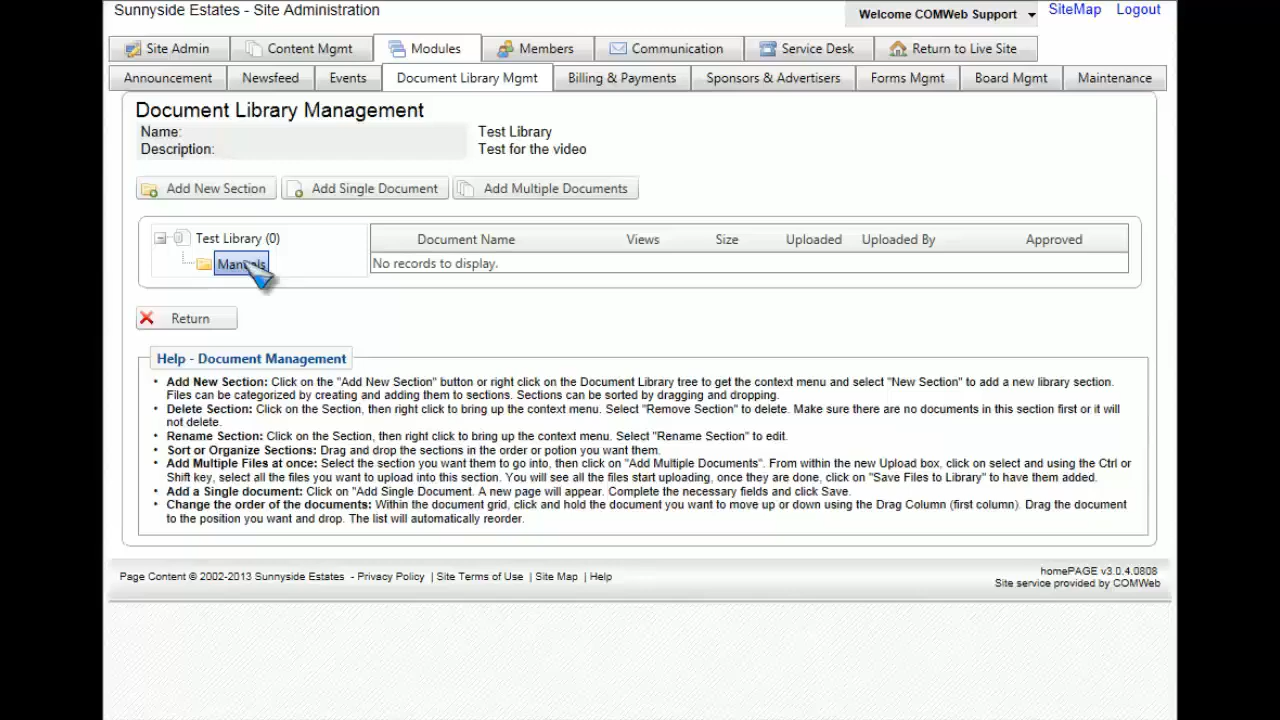 Sunnyside Estates - Site Administration
Welcome COMWeb Support
SiteMap
Logout
Site Admin
Content Mgmt
Modules
Members
Communication
Service Desk
Return to Live Site
Announcement
Newsfeed
Events
Document Library Mgmt
Billing & Payments
Sponsors & Advertisers
Forms Mgmt
Board Mgmt
Maintenance
Document Library Management
Name: Test Library
Description: Test for the video
Add New Section
Add Single Document
Add Multiple Documents
Test Library (0)
Manuals
Document Name Views Size Uploaded Uploaded By Approved
No records to display.
Return
Help - Document Management
• Add New Section: Click on the "Add New Section" button or right click on the Document Library tree to get the context menu and select "New Section" to add a new library section.
Files can be categorized by creating and adding them to sections. Sections can be sorted by dragging and dropping.
• Delete Section: Click on the Section, then right click to bring up the context menu. Select "Remove Section" to delete. Make sure there are no documents in this section first or it will
not delete.
• Rename Section: Click on the Section, then right click to bring up the context menu. Select "Rename Section" to edit.
• Sort or Organize Sections: Drag and drop the sections in the order or potion you want them.
• Add Multiple Files at once: Select the section you want them to go into, then click on "Add Multiple Documents". From within the new Upload box, click on select and using the Ctrl or
Shift key, select all the files you want to upload into this section. You will see all the files start uploading, once they are done, click on "Save Files to Library" to have them added.
• Add a Single document: Click on "Add Single Document. A new page will appear. Complete the necessary fields and click Save.
• Change the order of the documents: Within the document grid, click and hold the document you want to move up or down using the Drag Column (first column). Drag the document
to the position you want and drop. The list will automatically reorder.
Page Content © 2002-2013 Sunnyside Estates - Privacy Policy | Site Terms of Use | Site Map | Help
homePAGE v3.0.4.0808
Site service provided by COMWeb